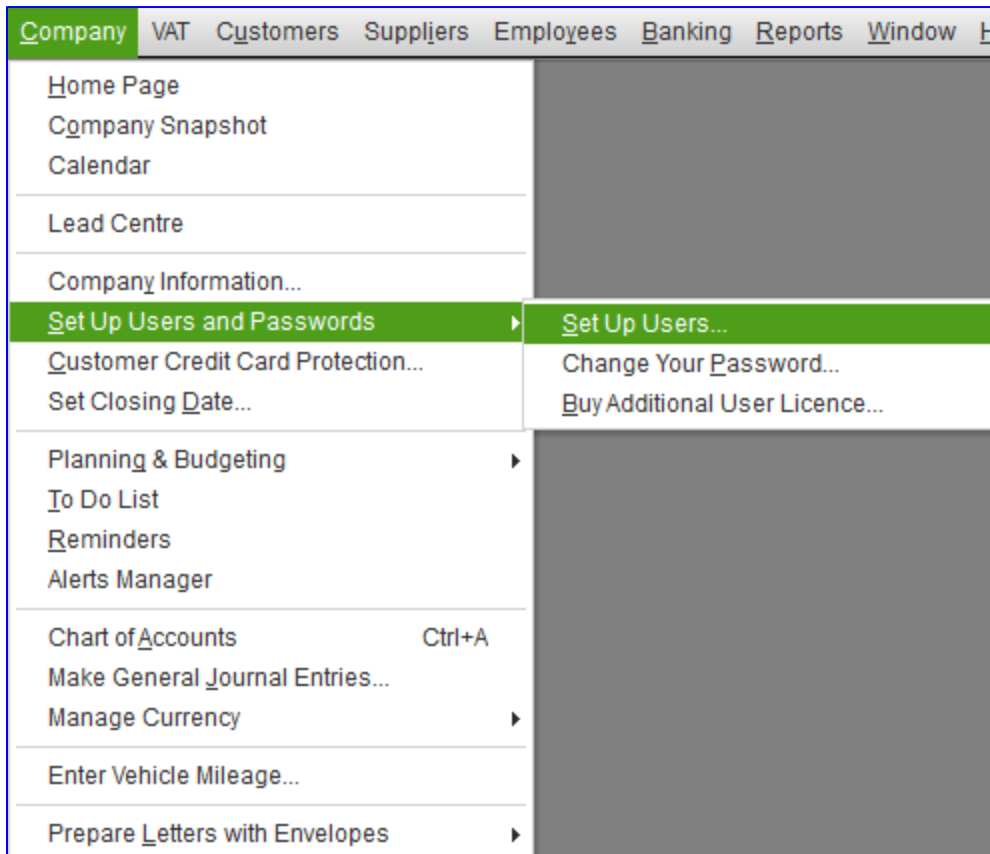 Company VAT Customers Suppliers Employees Banking Reports Window H
Home Page
Company Snapshot
Calendar
Lead Centre
Company Information...
Set Up Users and Passwords
Set Up Users...
Customer Credit Card Protection...
Change Your Password...
Set Closing Date...
Buy Additional User Licence...
Planning & Budgeting
To Do List
Reminders
Alerts Manager
Chart of Accounts Ctrl+A
Make General Journal Entries...
Manage Currency
Enter Vehicle Mileage...
Prepare Letters with Envelopes